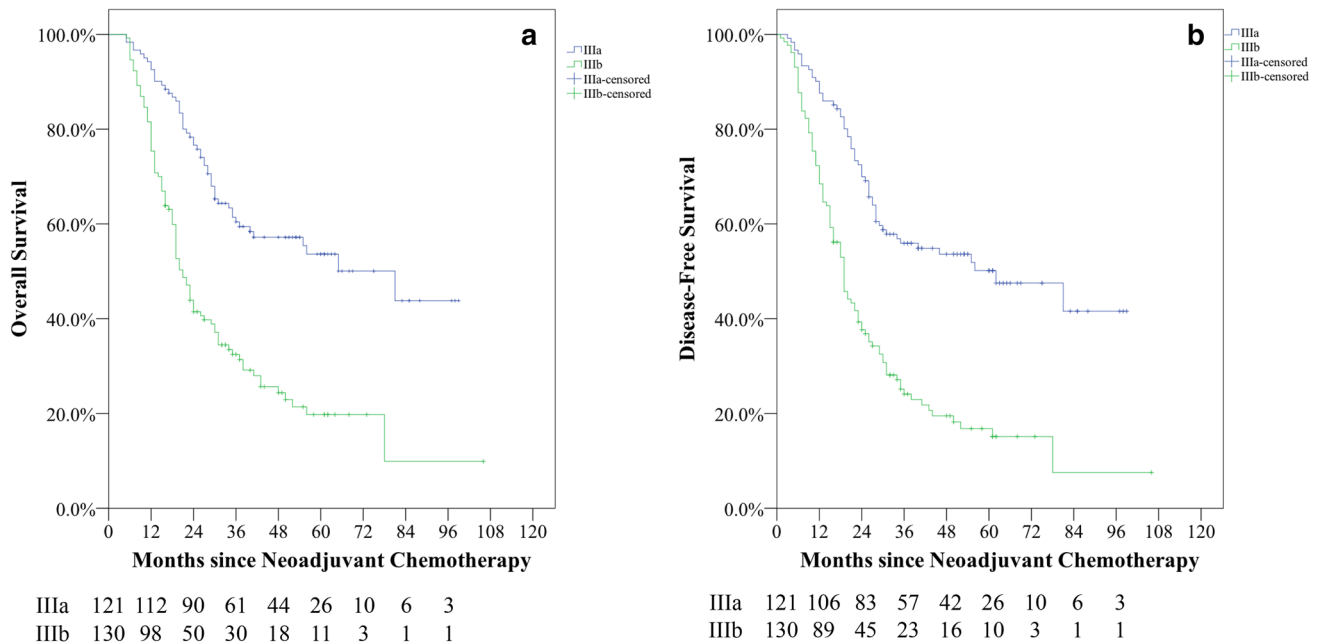 a
IIIa
IIIb
IIIa-censored
IIIb-censored
Overall Survival
100.0%
80.0%
60.0%
40.0%
20.0%
0.0%
0 12 24 36 48 60 72 84 96 108 120
Months since Neoadjuvant Chemotherapy
IIIa 121 112 90 61 44 26 10 6 3
IIIb 130 98 50 30 18 11 3 1 1
b
IIIa
IIIb
IIIa-censored
IIIb-censored
Disease-Free Survival
100.0%
80.0%
60.0%
40.0%
20.0%
0.0%
0 12 24 36 48 60 72 84 96 108 120
Months since Neoadjuvant Chemotherapy
IIIa 121 106 83 57 42 26 10 6 3
IIIb 130 89 45 23 16 10 3 1 1